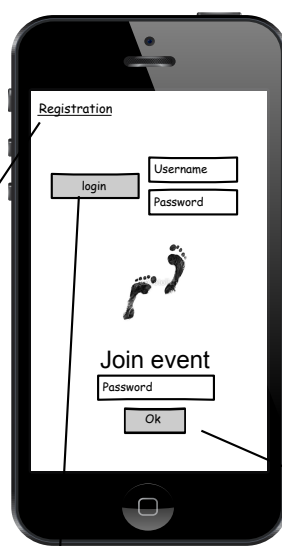 Registration
Username
login
Password
Join event
Password
Ok